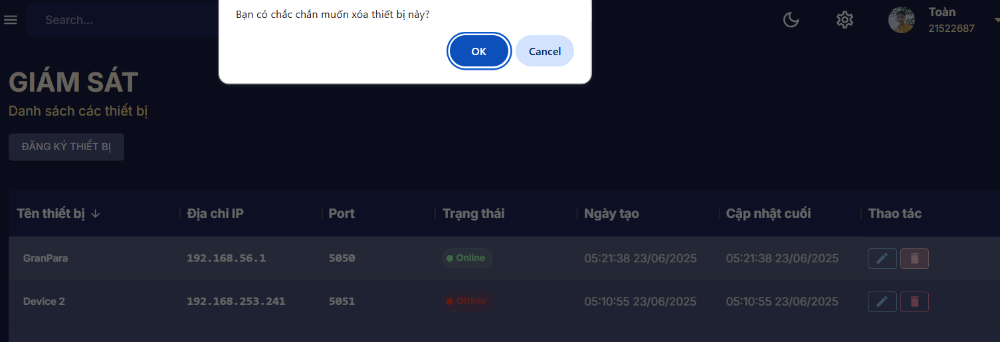 Bạn có chắc chắn muốn xóa thiết bị này?
OK Cancel
Search...
Toàn
21522687
GIÁM SÁT
Danh sách các thiết bị
ĐĂNG KÝ THIẾT BỊ
Tên thiết bị Địa chỉ IP Port Trạng thái Ngày tạo Cập nhật cuối Thao tác
GranPara 192.168.56.1 5050 Online 05:21:38 23/06/2025 05:21:38 23/06/2025
Device 2 192.168.253.241 5051 Offline 05:10:55 23/06/2025 05:10:55 23/06/2025